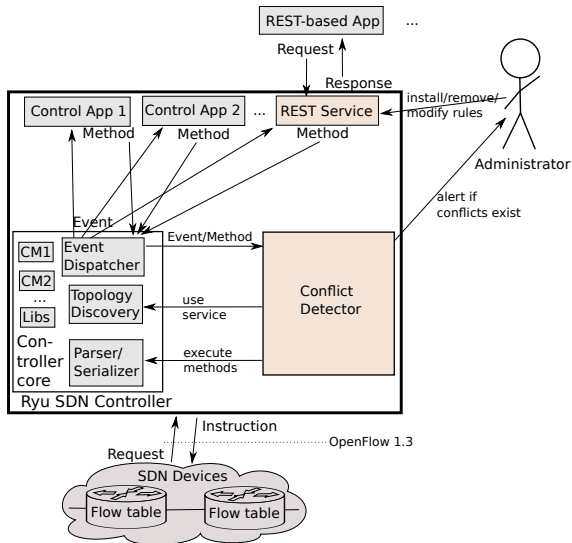 REST-based App
...
Request
Response
install/remove/
modify rules
Control App 1
Control App 2
...
REST Service
Method
Method
Method
Administrator
alert if
conflicts exist
Event
CM1
Event
Dispatcher
Event/Method
CM2
...
Libs
Topology
Discovery
use
service
Conflict
Detector
Con-
troller
core
Parser/
Serializer
execute
methods
Ryu SDN Controller
Instruction
OpenFlow 1.3
Request
SDN Devices
Flow table
Flow table